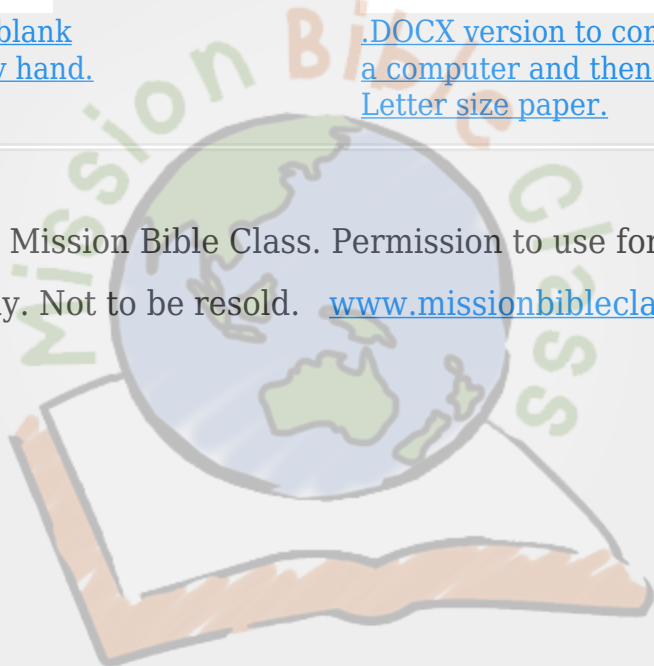 blank
hand.
.DOCX version to
a computer and then
Letter size paper.
Mission Bible Class
Mission Bible Class. Permission to use for
Not to be resold. www.missionbiblecla